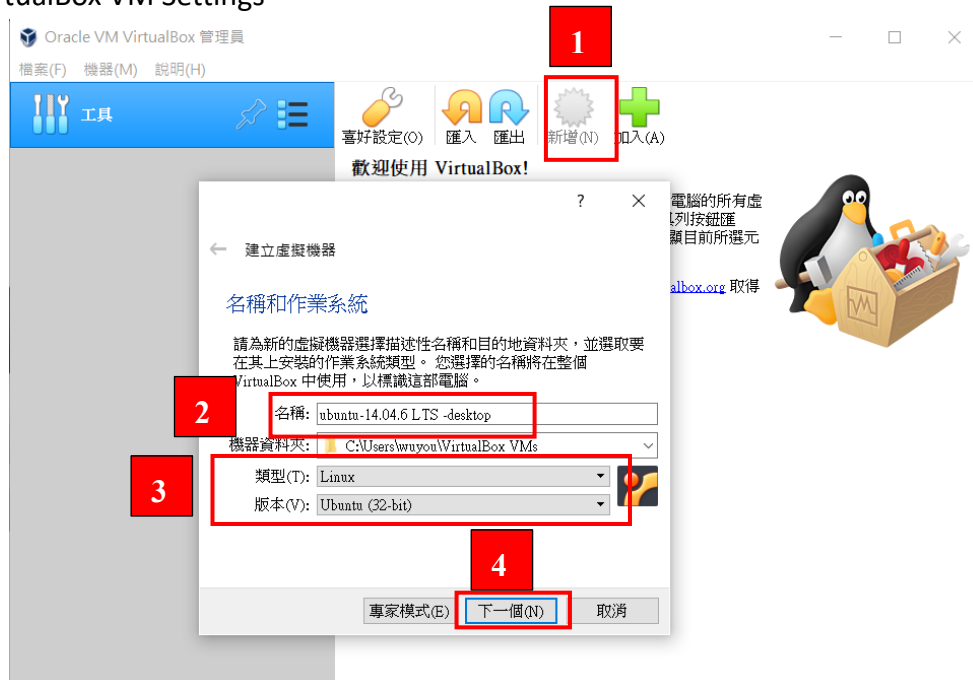 tualBox VM Settings
Oracle VM VirtualBox 管理員
檔案(F) 機器(M) 說明(H)
1
工具
喜好設定(O) 匯入 匯出 新增(N) 加入(A)
歡迎使用 VirtualBox!
電腦的所有虛
列按鈕匯
顯目前所選元
albox.org 取得
? ×
← 建立虛擬機器
名稱和作業系統
請為新的虛擬機器選擇描述性名稱和目的地資料夾，並選取要
在其上安裝的作業系統類型。 您選擇的名稱將在整個
VirtualBox 中使用，以標識這部電腦。
2
名稱: ubuntu-14.04.6 LTS -desktop
機器資料夾: C:\Users\wuyou\VirtualBox VMs
3
類型(T): Linux
版本(V): Ubuntu (32-bit)
4
專家模式(E) 下一個(N) 取消